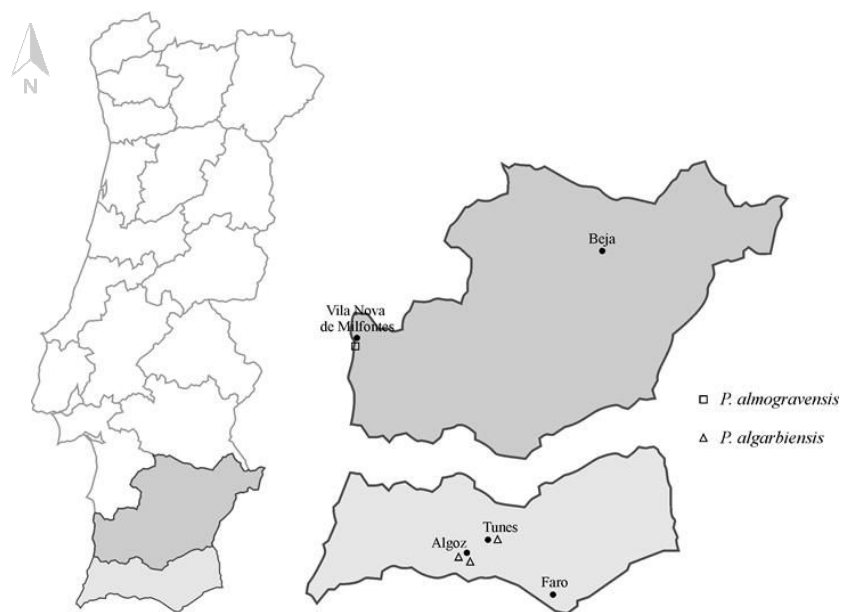 N
Beja
Vila Nova
de Milfontes
P. almogravensis
P. algarbiensis
Tunes
Algoz
Faro